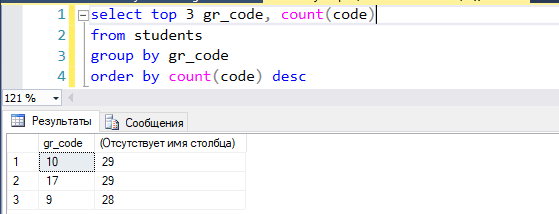 1 select top 3 gr_code, count(code)
2 from students
3 group by gr_code
4 order by count(code) desc
121 %
Результаты Сообщения
gr_code (Отсутствует имя столбца)
1 10 29
2 17 29
3 9 28